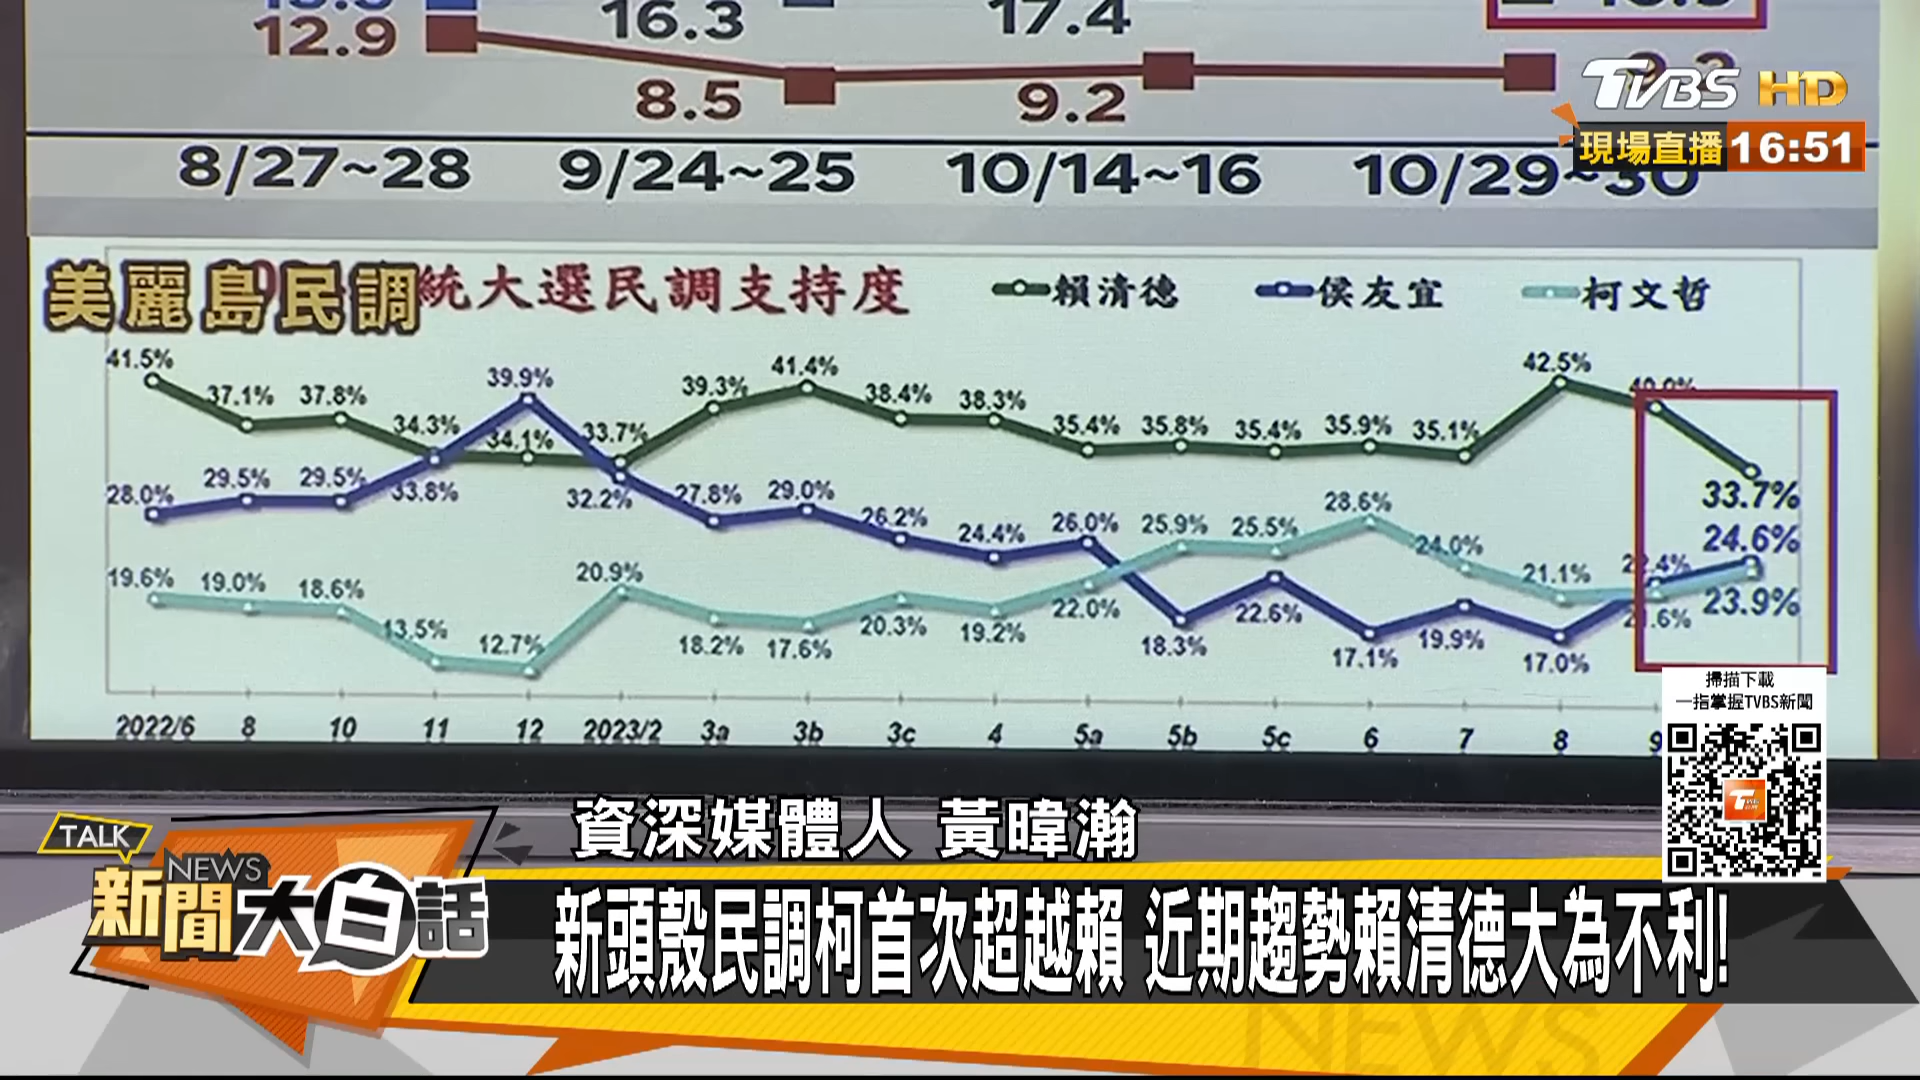 12.9
16.3
17.4
8.5
9.2
8/27~28
9/24~25
10/14~16
10/29~30
TVBS HD
現場直播 16:51
美麗島民調 統大選民調支持度
賴清德 侯友宜 柯文哲
41.5% 37.1% 37.8% 34.3% 34.1% 33.7% 39.3% 41.4% 38.4% 38.3% 35.4% 35.8% 35.4% 35.9% 35.1% 42.5% 40.0% 33.7%
28.0% 29.5% 29.5% 33.8% 39.9% 32.2% 27.8% 29.0% 26.2% 24.4% 26.0% 18.3% 22.6% 17.1% 19.9% 17.0% 22.4% 24.6%
19.6% 19.0% 18.6% 13.5% 12.7% 20.9% 18.2% 17.6% 20.3% 19.2% 22.0% 25.9% 25.5% 28.6% 24.0% 21.1% 21.6% 23.9%
2022/6 8 10 11 12 2023/2 3a 3b 3c 4 5a 5b 5c 6 7 8
掃描下載
一指掌握TVBS新聞
TALK
NEWS
新聞大白話
資深媒體人 黃暐瀚
新頭殼民調柯首次超越賴 近期趨勢賴清德大為不利!
NEWS